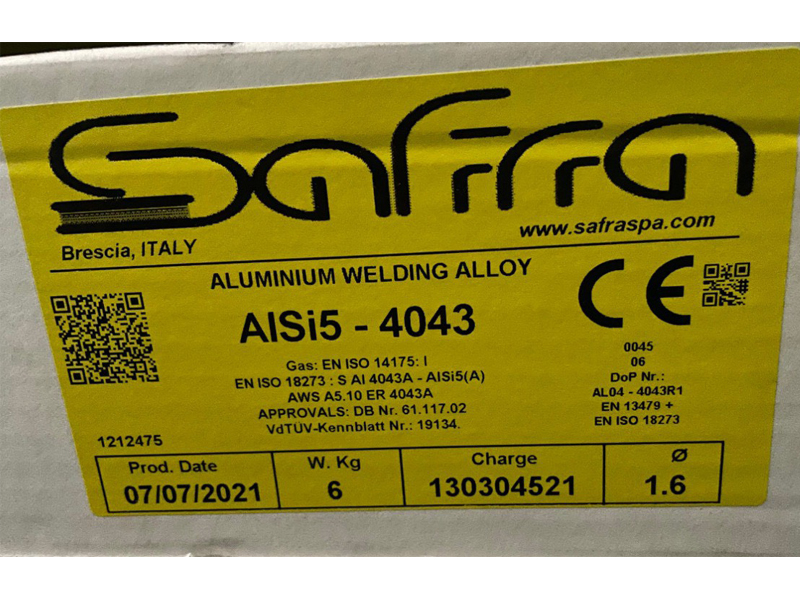 Safra
Brescia, ITALY
www.safraspa.com
ALUMINIUM WELDING ALLOY
AlSi5 - 4043
Gas: EN ISO 14175: I
EN ISO 18273 : S Al 4043A - AlSi5(A)
AWS A5.10 ER 4043A
APPROVALS: DB Nr. 61.117.02
VdTÜV-Kennblatt Nr.: 19134.
CE
0045
06
DoP Nr.:
AL04 - 4043R1
EN 13479 +
EN ISO 18273
1212475
Prod. Date W. Kg Charge Ø
07/07/2021 6 130304521 1.6